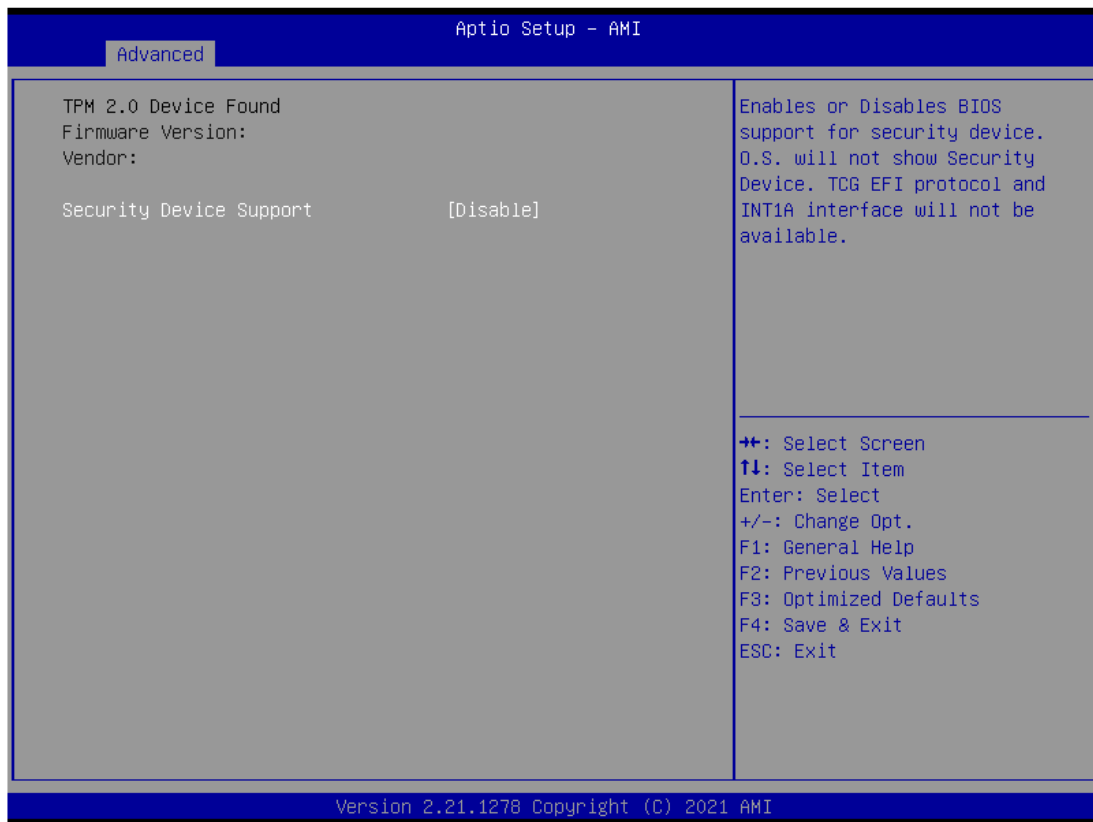 Aptio Setup – AMI
Advanced
TPM 2.0 Device Found
Firmware Version:
Vendor:
Security Device Support [Disable]
Enables or Disables BIOS
support for security device.
O.S. will not show Security
Device. TCG EFI protocol and
INT1A interface will not be
available.
→←: Select Screen
↑↓: Select Item
Enter: Select
+/-: Change Opt.
F1: General Help
F2: Previous Values
F3: Optimized Defaults
F4: Save & Exit
ESC: Exit
Version 2.21.1278 Copyright (C) 2021 AMI